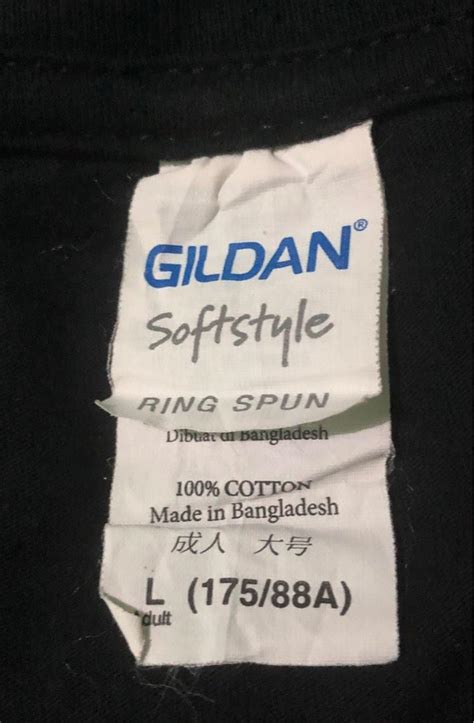 GILDAN®
Softstyle
RING SPUN
Dibuat di Bangladesh
100% COTTON
Made in Bangladesh
成人 大号
L (175/88A)
Adult